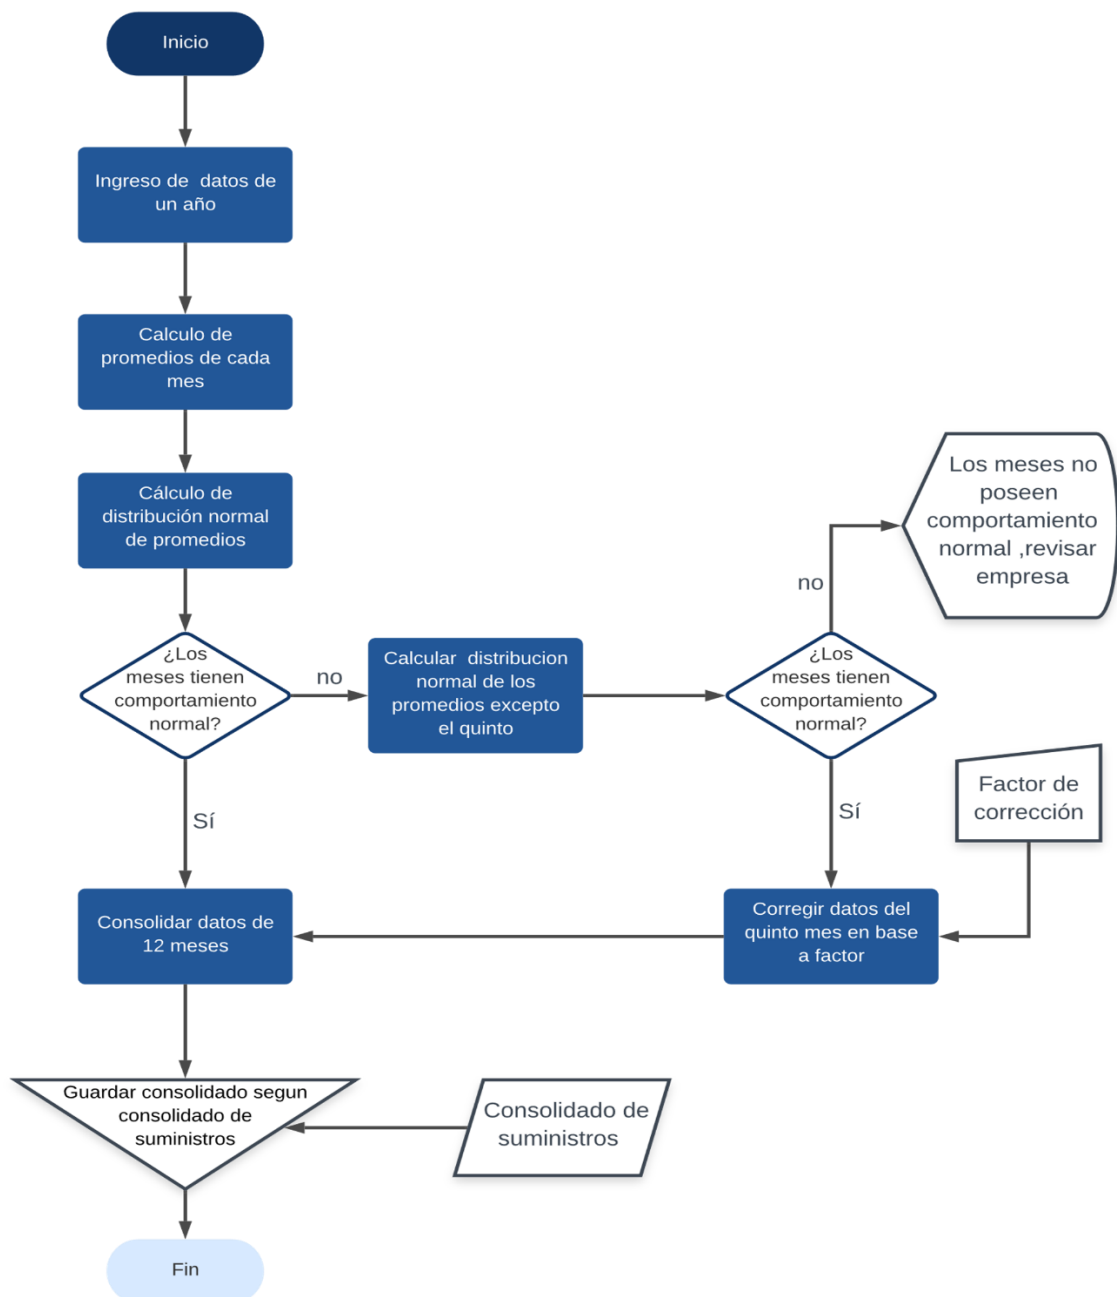 Inicio
Ingreso de  datos de
un año
Calculo de
promedios de cada
mes
Cálculo de
distribución normal
de promedios
Los meses no
poseen
comportamiento
normal ,revisar
empresa
no
¿Los
meses tienen
comportamiento
normal?
no
Calcular  distribucion
normal de los
promedios excepto
el quinto
¿Los
meses tienen
comportamiento
normal?
Factor de
corrección
Sí
Sí
Consolidar datos de
12 meses
Corregir datos del
quinto mes en base
a factor
Guardar consolidado segun
consolidado de
suministros
Consolidado de
suministros
Fin